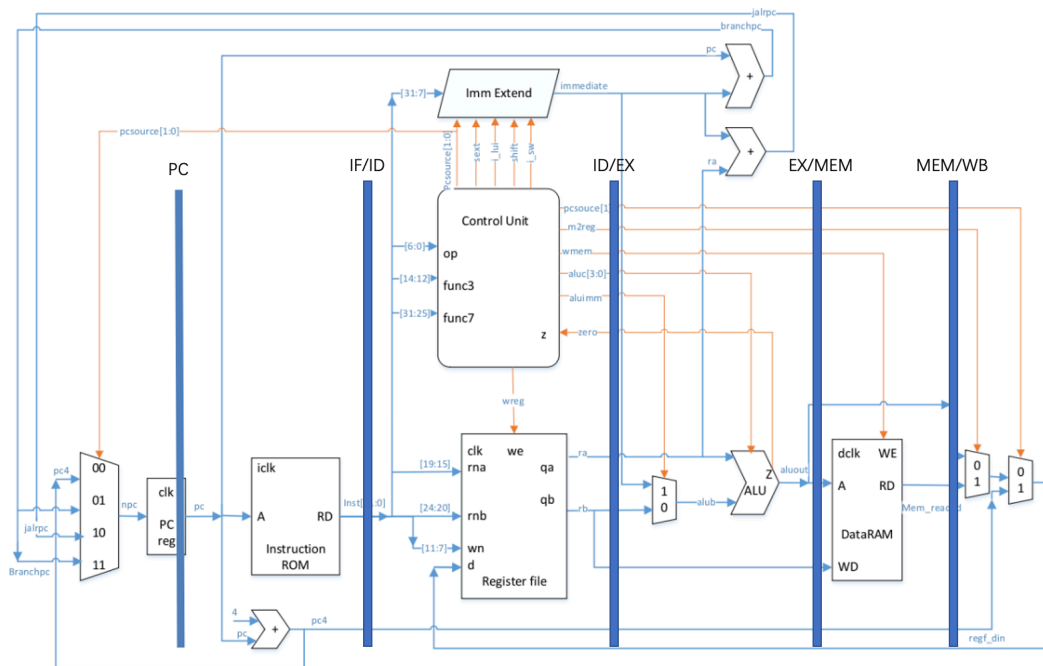 jalrpc
branchpc
pc
+
[31:7]
Imm Extend
immediate
pcsource[1:0]
Pcsource[1:0]
sext
i_lui
shift
i_sw
+
ra
PC
IF/ID
ID/EX
EX/MEM
MEM/WB
Control Unit
pcsouce[1]
m2reg
wmem
[6:0]
op
aluc[3:0]
[14:12]
func3
aluimm
[31:25]
func7
z
zero
wreg
00
01
10
11
pc4
npc
jalrpc
Branchpc
clk
PC
reg
pc
iclk
A
RD
Instruction
ROM
Inst[
:0]
[19:15]
[24:20]
[11:7]
clk
we
rna
qa
qb
rnb
wn
d
Register file
ra
rb
1
0
alub
ALU
Z
aluout
dclk
WE
A
RD
DataRAM
WD
0
1
0
1
4
pc
+
pc4
regf_din